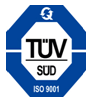 Q
TÜV
SÜD
ISO 9001